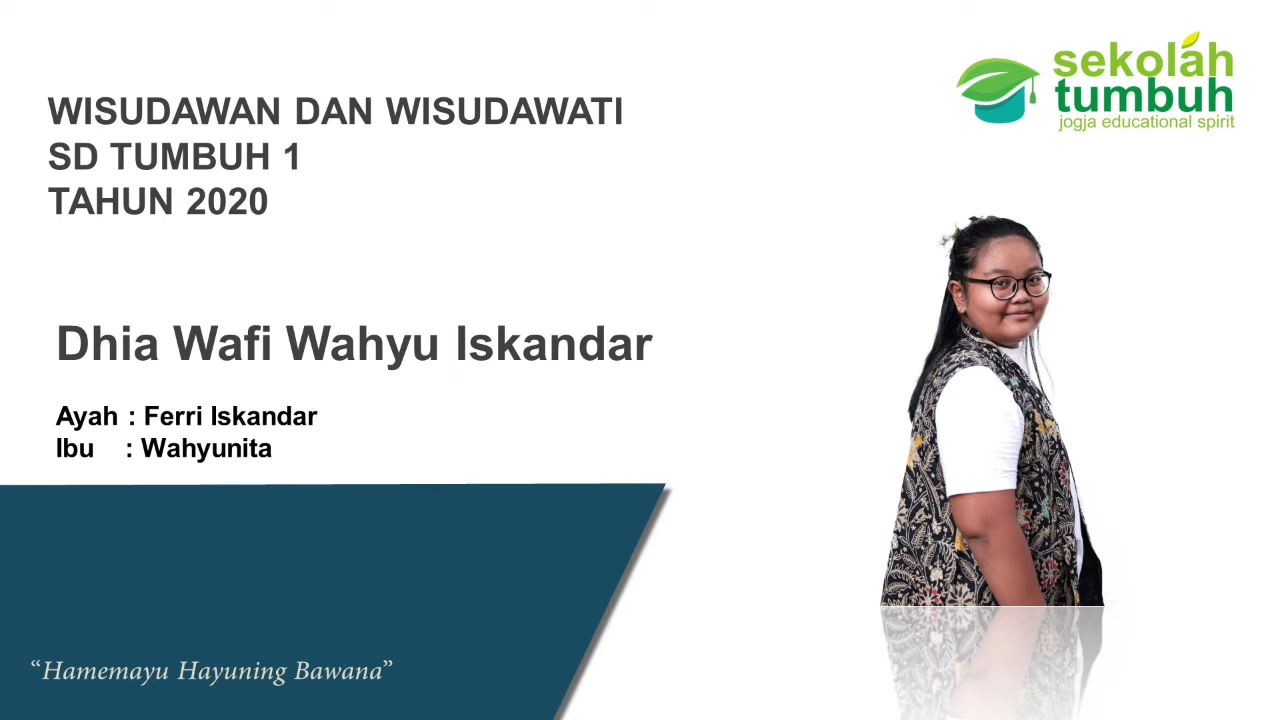 WISUDAWAN DAN WISUDAWATI
SD TUMBUH 1
TAHUN 2020
sekolah
tumbuh
jogja educational spirit
Dhia Wafi Wahyu Iskandar
Ayah : Ferri Iskandar
Ibu : Wahyunita
“Hamemayu Hayuning Bawana”